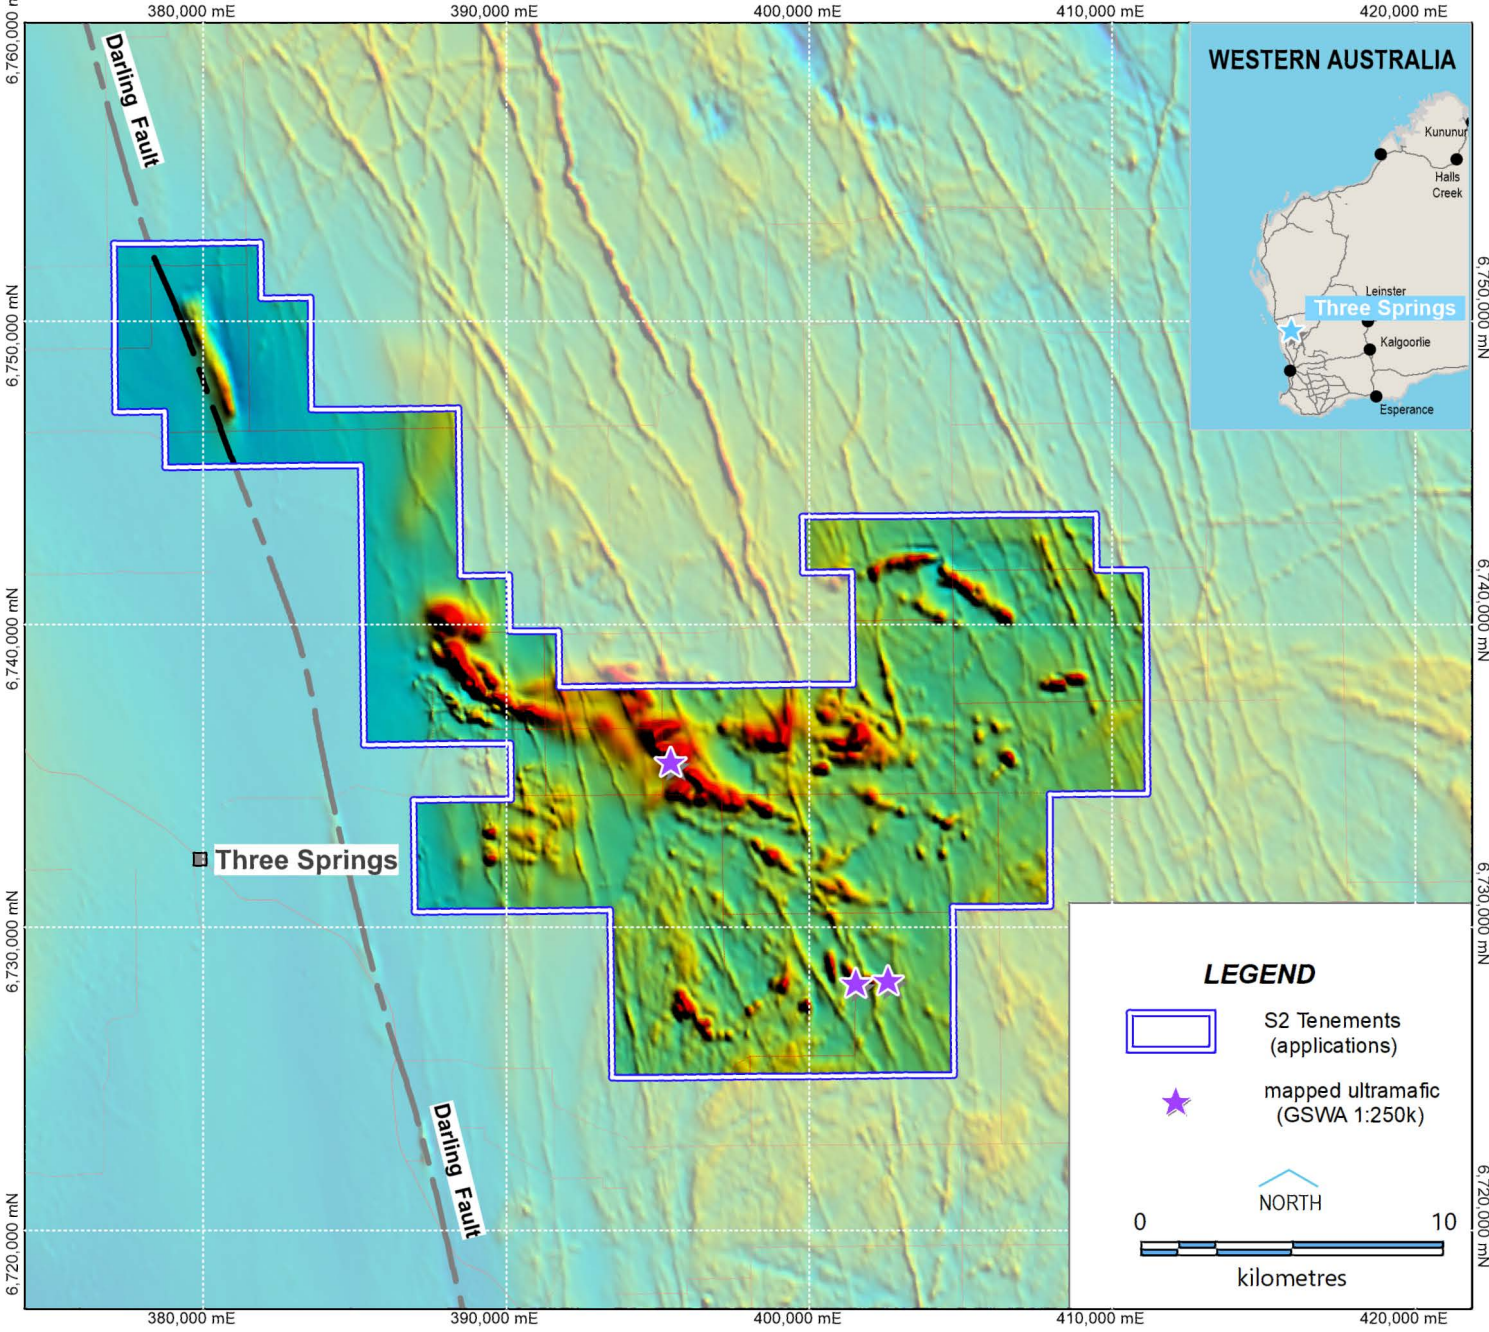 380,000 mE
390,000 mE
400,000 mE
410,000 mE
420,000 mE
6,760,000 m
Darling Fault
WESTERN AUSTRALIA
Kununur
Halls
Creek
Leinster
Three Springs
Kalgoorlie
Esperance
6,750,000 mN
6,750,000 mN
6,740,000 mN
6,740,000 mN
Three Springs
6,730,000 mN
6,730,000 mN
LEGEND
S2 Tenements
(applications)
mapped ultramafic
(GSWA 1:250k)
NORTH
0
10
kilometres
Darling Fault
6,720,000 mN
6,720,000 mN
380,000 mE
390,000 mE
400,000 mE
410,000 mE
420,000 mE